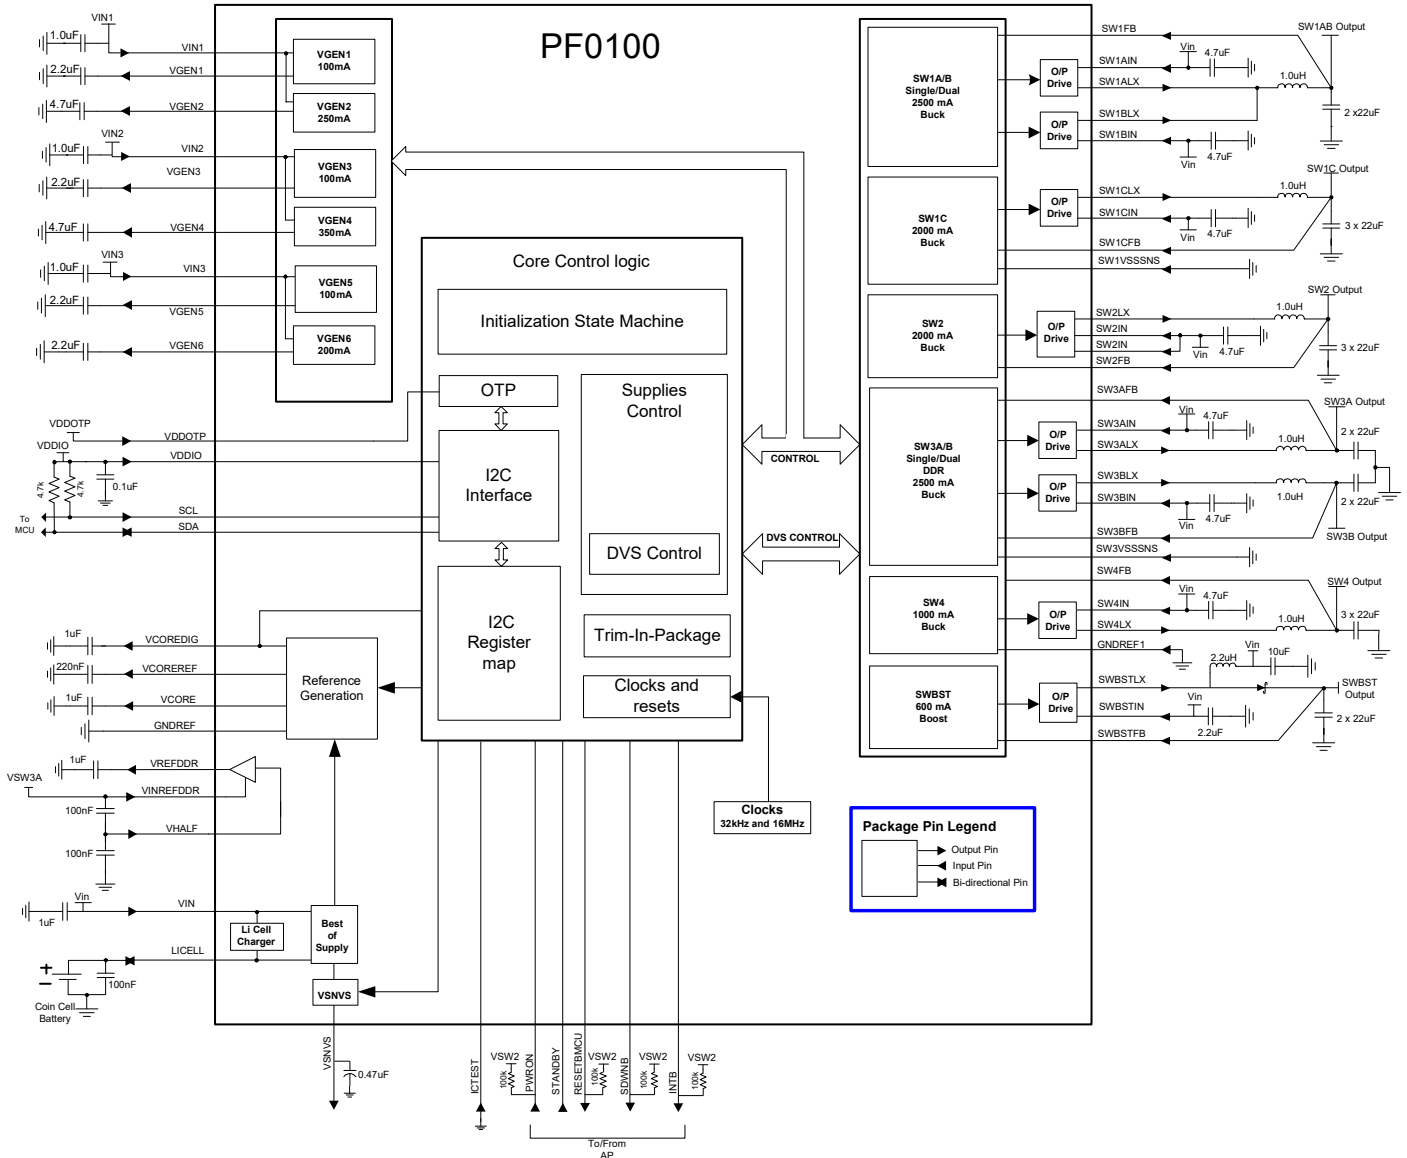 PF0100
VIN1
1.0uF
VIN1
2.2uF
VGEN1
4.7uF
VGEN2
VIN2
1.0uF
VIN2
VGEN3
2.2uF
4.7uF
VGEN4
VIN3
1.0uF
VIN3
2.2uF
VGEN5
2.2uF
VGEN6
VGEN1
100mA
VGEN2
250mA
VGEN3
100mA
VGEN4
350mA
VGEN5
100mA
VGEN6
200mA
VDDOTP
VDDOTP
VDDIO
VDDIO
4.7k
4.7k
0.1uF
To
MCU
SCL
SDA
1uF
VCOREDIG
220nF
VCOREREF
1uF
VCORE
GNDREF
1uF
VREFDDR
VSW3A
VINREFDDR
100nF
VHALF
100nF
Vin
VIN
1uF
LICELL
100nF
Coin Cell
Battery
Core Control logic
Initialization State Machine
OTP
I2C
Interface
I2C
Register
map
Supplies
Control
DVS Control
Trim-In-Package
Clocks and
resets
Reference
Generation
Li Cell
Charger
Best
of
Supply
VSNVS
VSNVS
0.47uF
CONTROL
DVS CONTROL
Clocks
32kHz and 16MHz
ICTEST
VSW2
100k
PWRON
STANDBY
RESETBMCU
VSW2
100k
SDWNB
VSW2
100k
INTB
VSW2
100k
To/From
AP
SW1A/B
Single/Dual
2500 mA
Buck
SW1C
2000 mA
Buck
SW2
2000 mA
Buck
SW3A/B
Single/Dual
DDR
2500 mA
Buck
SW4
1000 mA
Buck
SWBST
600 mA
Boost
O/P
Drive
O/P
Drive
O/P
Drive
O/P
Drive
O/P
Drive
O/P
Drive
O/P
Drive
O/P
Drive
SW1FB
SW1AB Output
SW1AIN
Vin
4.7uF
SW1ALX
1.0uH
2 x22uF
SW1BLX
SW1BIN
Vin
4.7uF
SW1C Output
SW1CLX
1.0uH
SW1CIN
Vin
4.7uF
3 x 22uF
SW1CFB
SW1VSSSNS
SW2 Output
SW2LX
1.0uH
SW2IN
SW2IN
Vin
4.7uF
3 x 22uF
SW2FB
SW3AFB
SW3A Output
SW3AIN
Vin
4.7uF
2 x 22uF
SW3ALX
1.0uH
SW3BLX
1.0uH
2 x 22uF
SW3BIN
Vin
4.7uF
SW3BFB
SW3B Output
SW3VSSSNS
SW4FB
SW4 Output
SW4IN
Vin
4.7uF
3 x 22uF
SW4LX
1.0uH
GNDREF1
Vin
2.2uH
10uF
SWBSTLX
SWBST
Output
SWBSTIN
Vin
2.2uF
2 x 22uF
SWBSTFB
Package Pin Legend
Output Pin
Input Pin
Bi-directional Pin